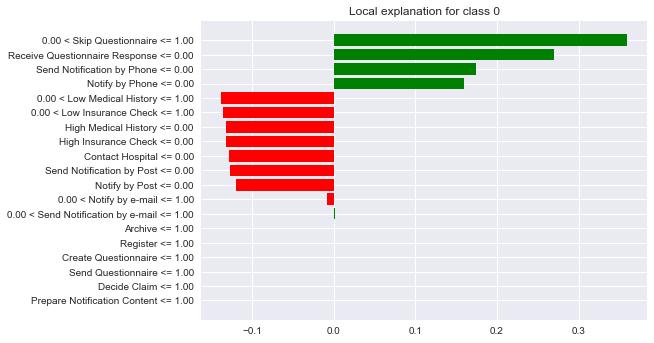 Local explanation for class 0
0.00 < Skip Questionnaire <= 1.00
Receive Questionnaire Response <= 0.00
Send Notification by Phone <= 0.00
Notify by Phone <= 0.00
0.00 < Low Medical History <= 1.00
0.00 < Low Insurance Check <= 1.00
High Medical History <= 0.00
High Insurance Check <= 0.00
Contact Hospital <= 0.00
Send Notification by Post <= 0.00
Notify by Post <= 0.00
0.00 < Notify by e-mail <= 1.00
0.00 < Send Notification by e-mail <= 1.00
Archive <= 1.00
Register <= 1.00
Create Questionnaire <= 1.00
Send Questionnaire <= 1.00
Decide Claim <= 1.00
Prepare Notification Content <= 1.00
−0.1 0.0 0.1 0.2 0.3